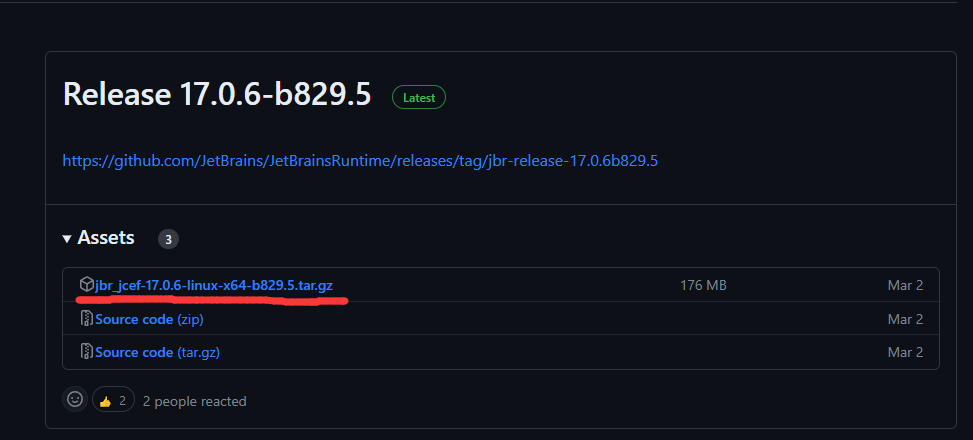 Release 17.0.6-b829.5 Latest
https://github.com/JetBrains/JetBrainsRuntime/releases/tag/jbr-release-17.0.6b829.5
Assets 3
jbr_jcef-17.0.6-linux-x64-b829.5.tar.gz 176 MB Mar 2
Source code (zip) Mar 2
Source code (tar.gz) Mar 2
2 2 people reacted